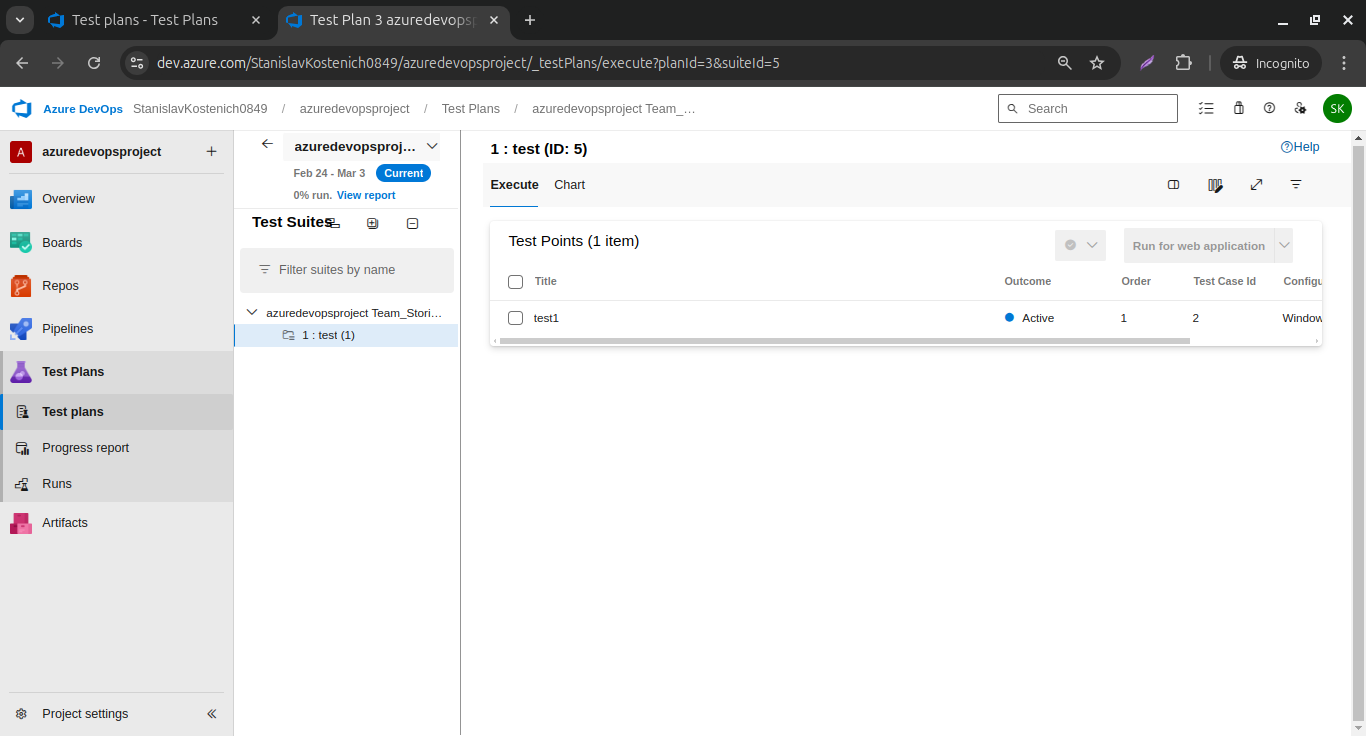 Test plans - Test Plans
Test Plan 3 azuredevops
dev.azure.com/StanislavKostenich0849/azuredevopsproject/_testPlans/execute?planId=3&suiteId=5
Incognito
Azure DevOps StanislavKostenich0849 / azuredevopsproject / Test Plans / azuredevopsproject Team_...
Search
SK
A azuredevopsproject
Overview
Boards
Repos
Pipelines
Test Plans
Test plans
Progress report
Runs
Artifacts
Project settings
azuredevopsproj...
Feb 24 - Mar 3 Current
0% run. View report
Test Suites
Filter suites by name
azuredevopsproject Team_Stori...
1 : test (1)
1 : test (ID: 5)
Help
Execute Chart
Test Points (1 item)
Run for web application
Title Outcome Order Test Case Id Configu
test1 Active 1 2 Window